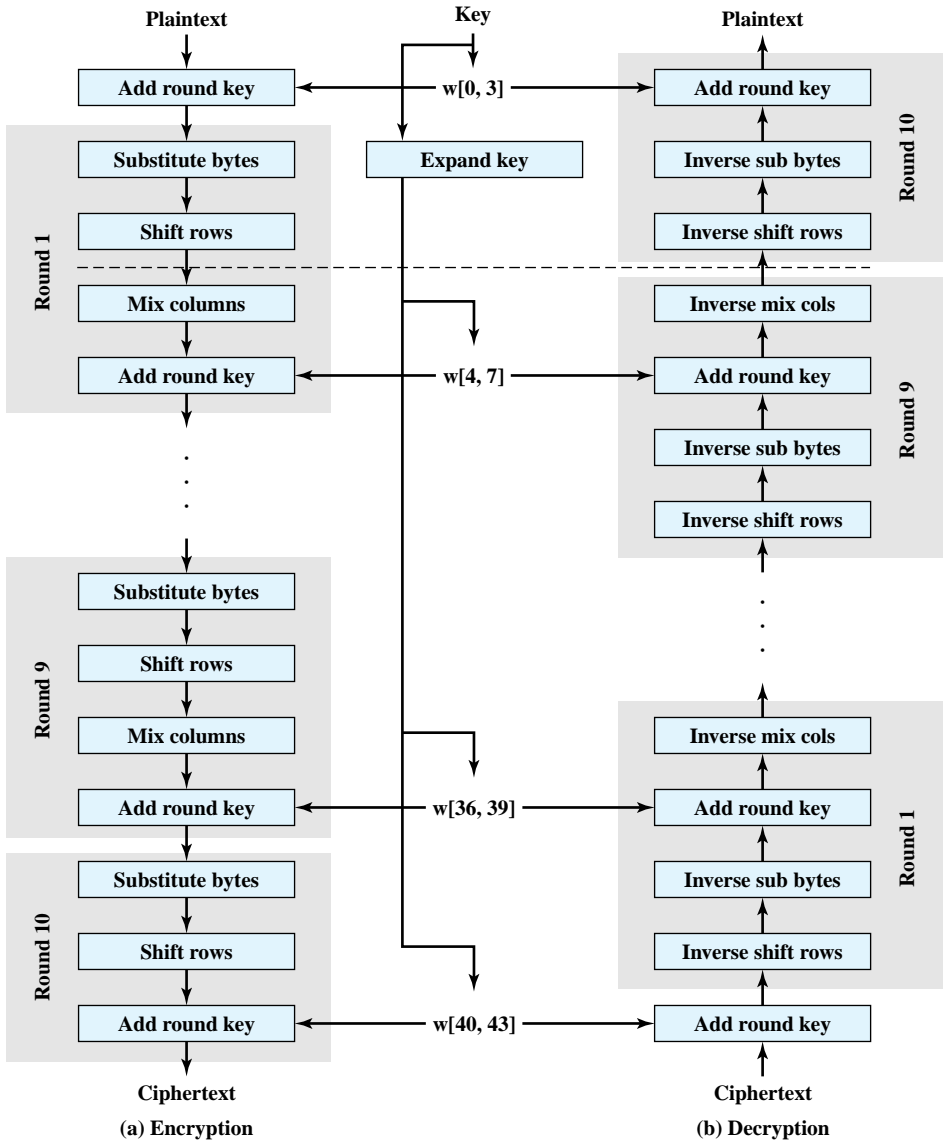 Plaintext
Key
Plaintext
Add round key
w[0, 3]
Add round key
Substitute bytes
Expand key
Inverse sub bytes
Round 10
Shift rows
Inverse shift rows
Round 1
Mix columns
Inverse mix cols
Add round key
w[4, 7]
Add round key
Round 9
Inverse sub bytes
Inverse shift rows
Substitute bytes
Shift rows
Round 9
Mix columns
Inverse mix cols
Add round key
w[36, 39]
Add round key
Round 1
Substitute bytes
Inverse sub bytes
Shift rows
Inverse shift rows
Round 10
Add round key
w[40, 43]
Add round key
Ciphertext
Ciphertext
(a) Encryption
(b) Decryption